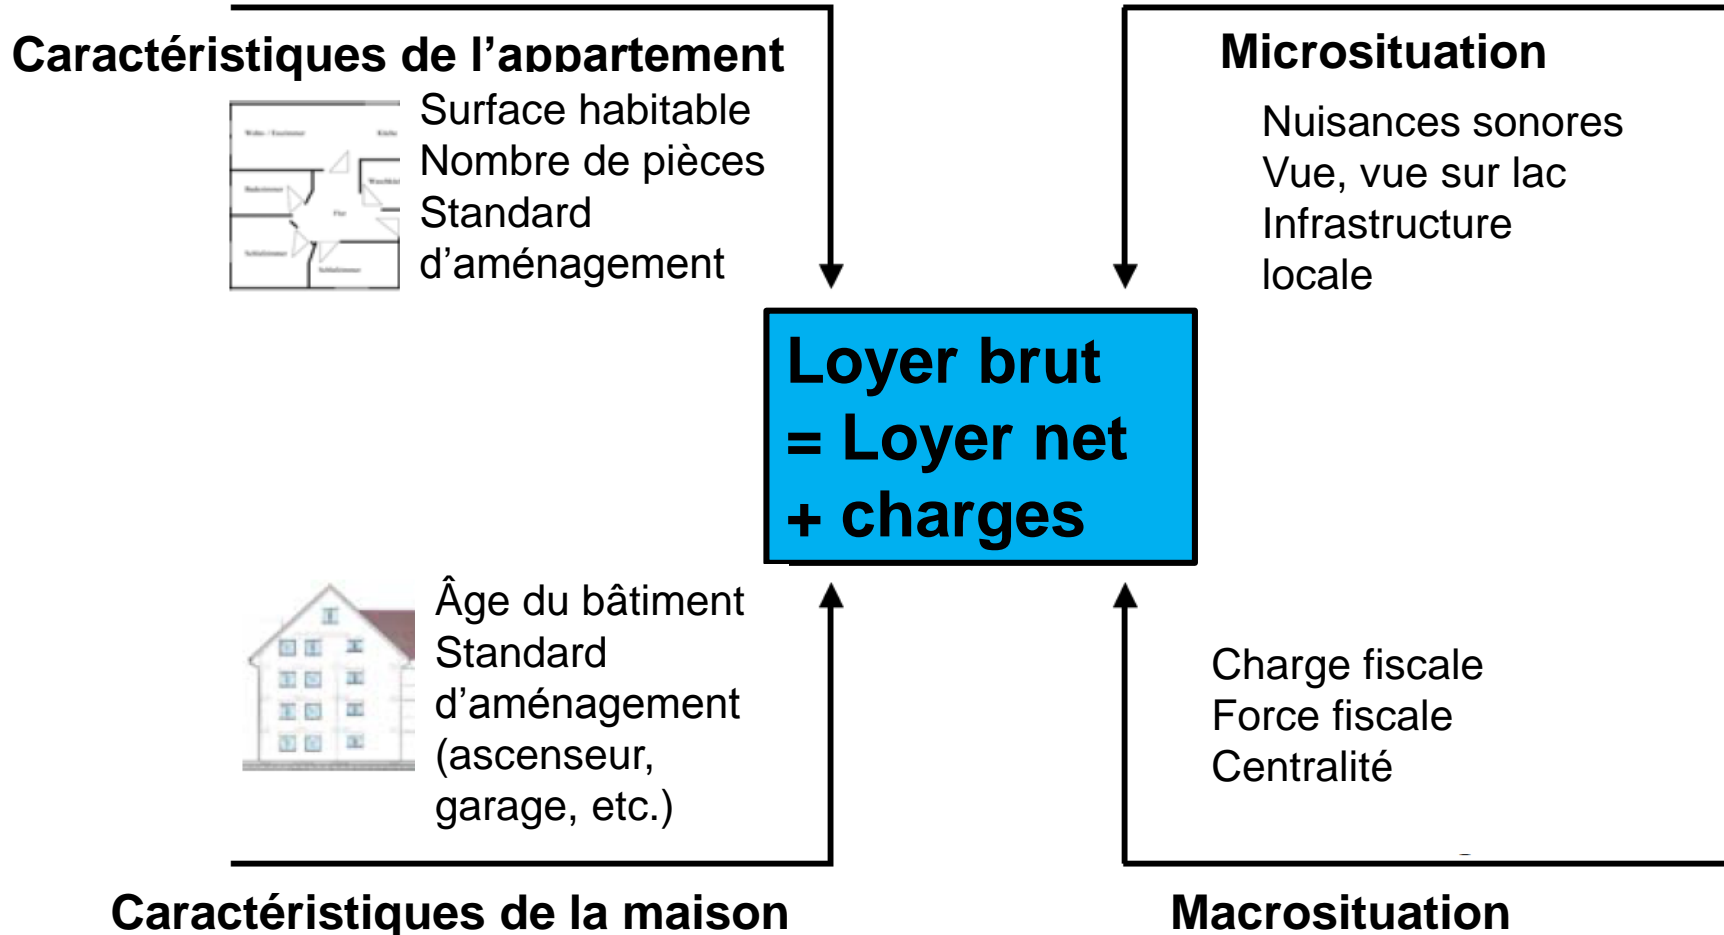 Caractéristiques de l’appartement
Surface habitable
Nombre de pièces
Standard
d’aménagement
Microsituation
Nuisances sonores
Vue, vue sur lac
Infrastructure
locale
Loyer brut
= Loyer net
+ charges
Âge du bâtiment
Standard
d’aménagement
(ascenseur,
garage, etc.)
Caractéristiques de la maison
Charge fiscale
Force fiscale
Centralité
Macrosituation